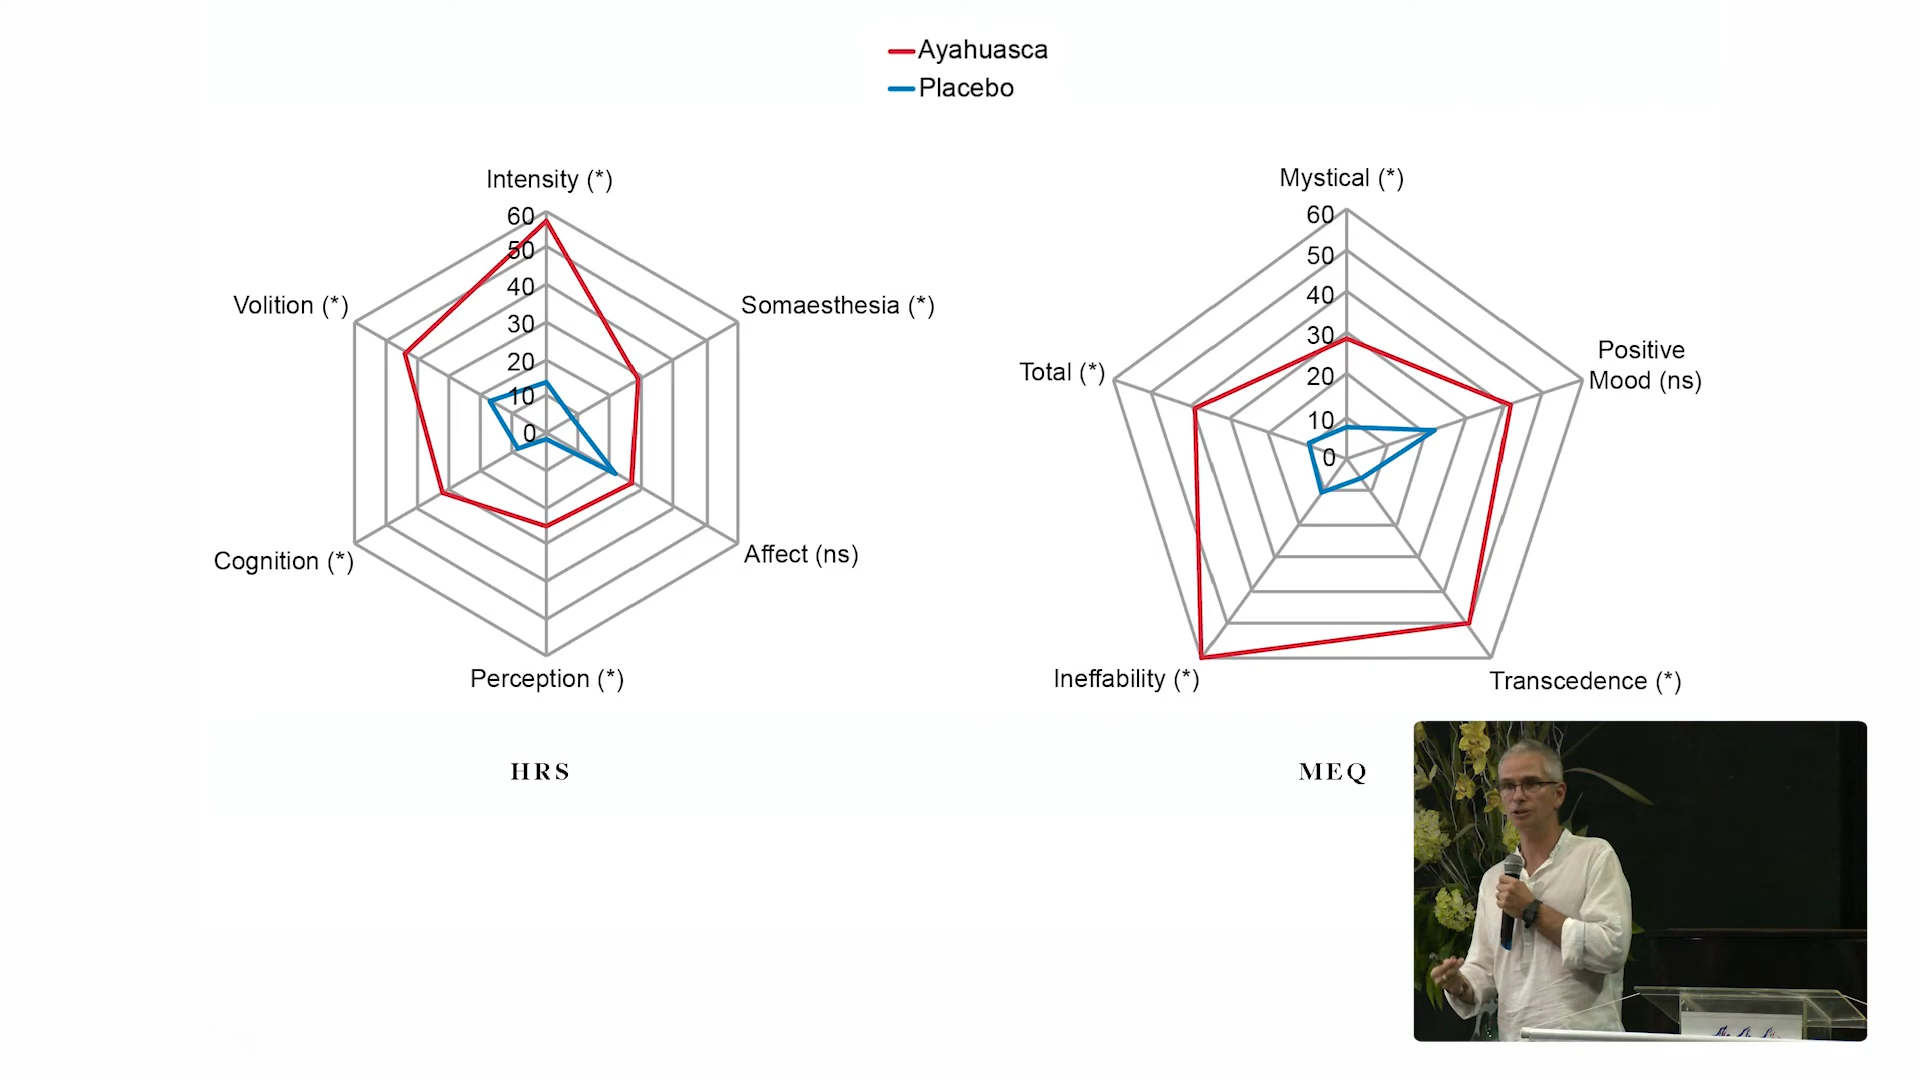 Ayahuasca
Placebo
Intensity (*)
60
50
40
30
20
10
0
Volition (*)
Somaesthesia (*)
Cognition (*)
Affect (ns)
Perception (*)
HRS
Mystical (*)
60
50
40
30
20
10
0
Total (*)
Positive
Mood (ns)
Ineffability (*)
Transcedence (*)
MEQ